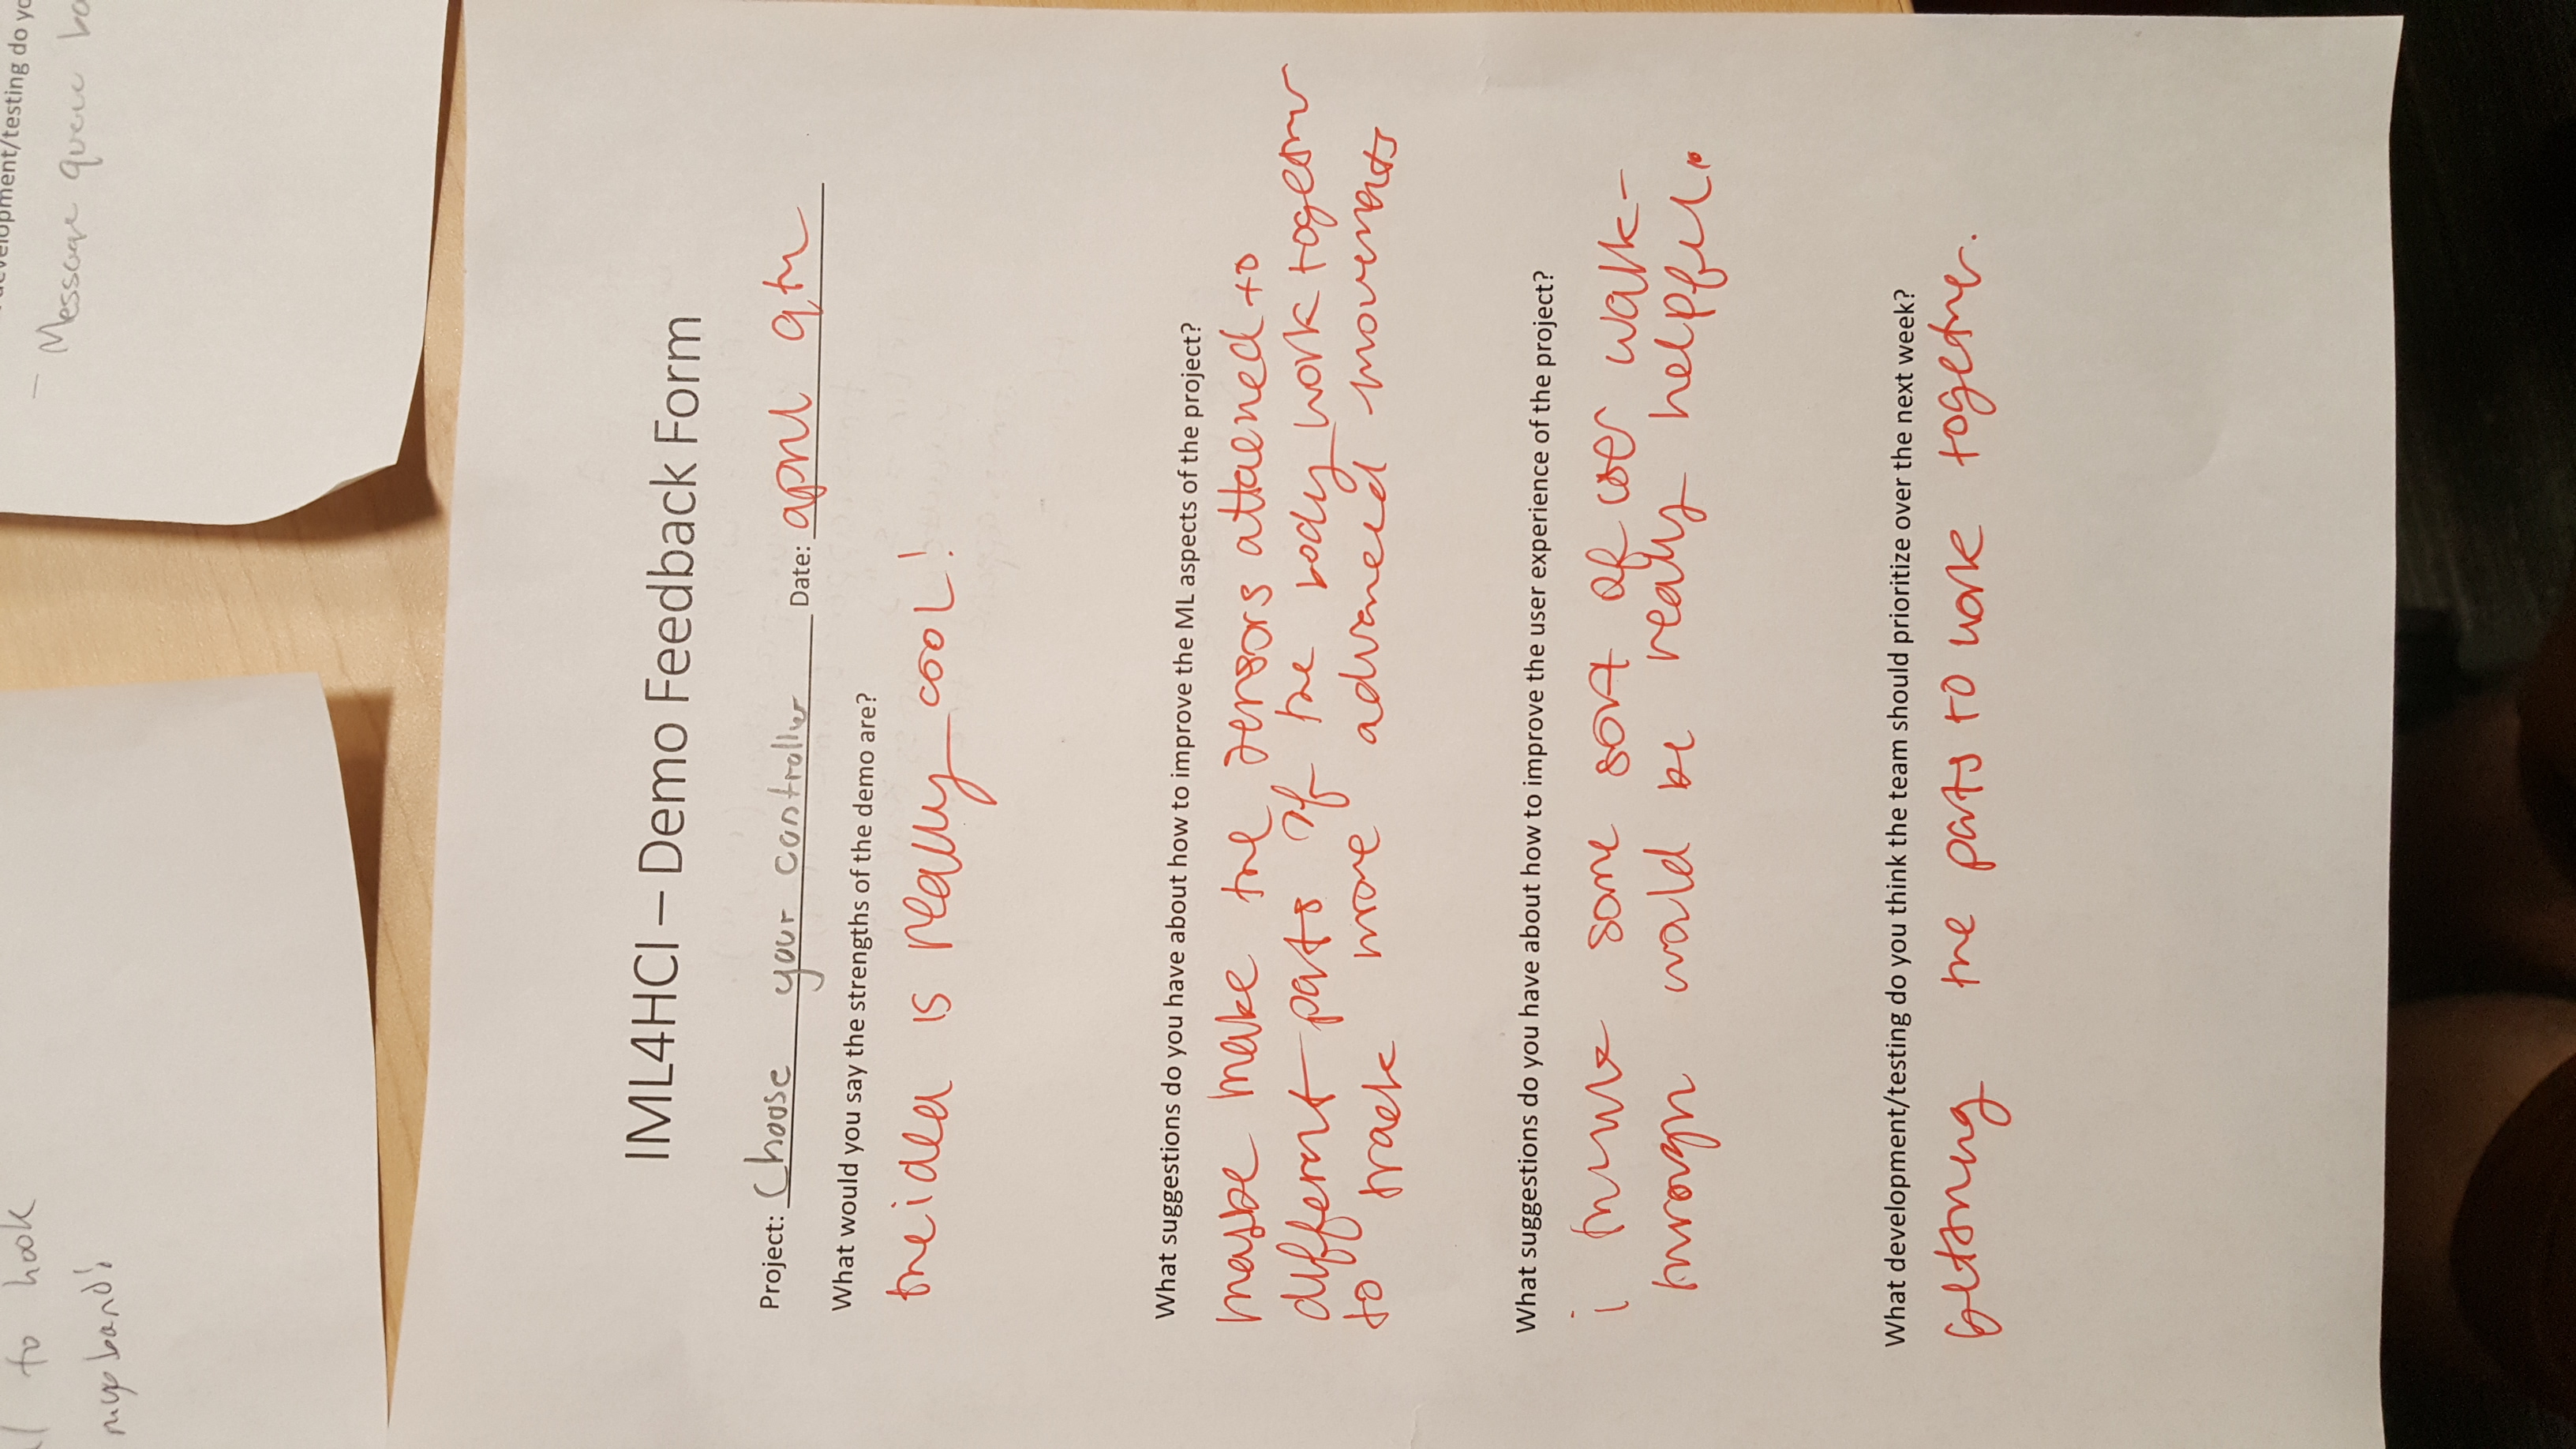 to hook
myo band!
development/testing do yo
- Message queue ba
IML4HCI – Demo Feedback Form
Project: Choose your controller Date: april 9th
What would you say the strengths of the demo are?
the idea is really cool!
What suggestions do you have about how to improve the ML aspects of the project?
maybe make the sensors attached to
different parts of the body work together
to track more advanced movements
What suggestions do you have about how to improve the user experience of the project?
i think some sort of user walk-
through would be really helpful.
What development/testing do you think the team should prioritize over the next week?
getting the parts to work together.